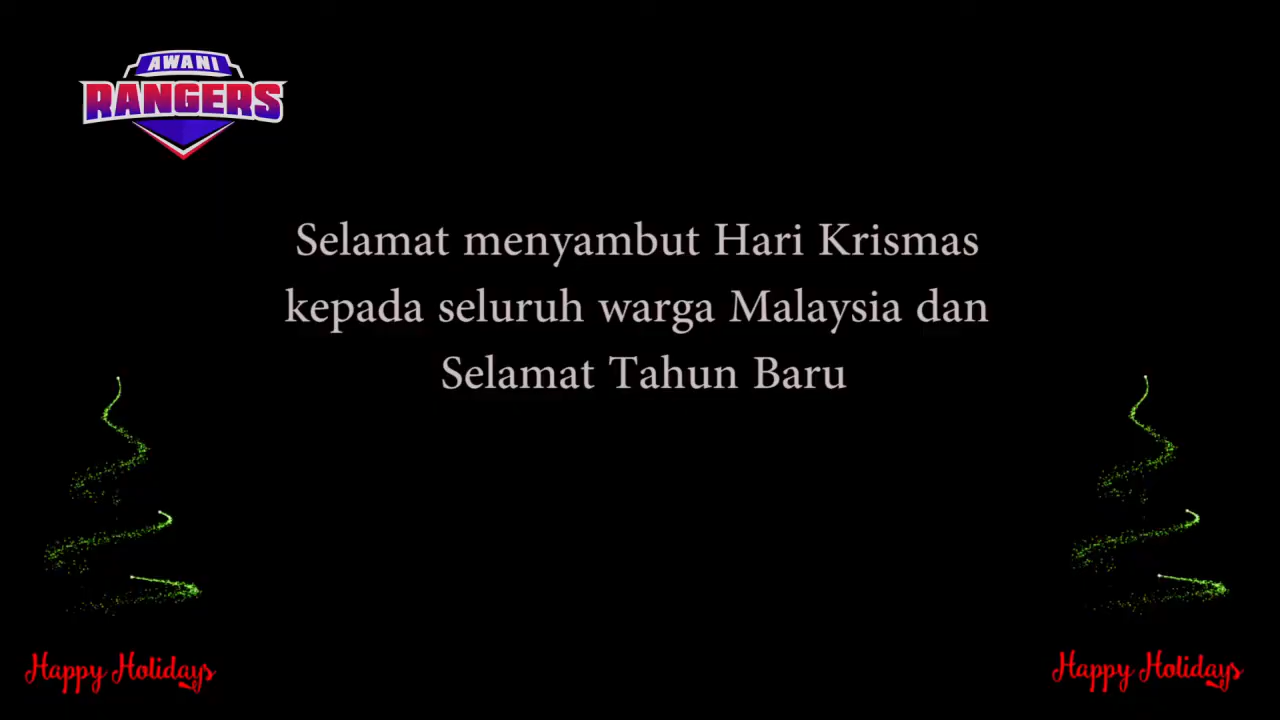 AWANI
RANGERS
Selamat menyambut Hari Krismas
kepada seluruh warga Malaysia dan
Selamat Tahun Baru
Happy Holidays
Happy Holidays